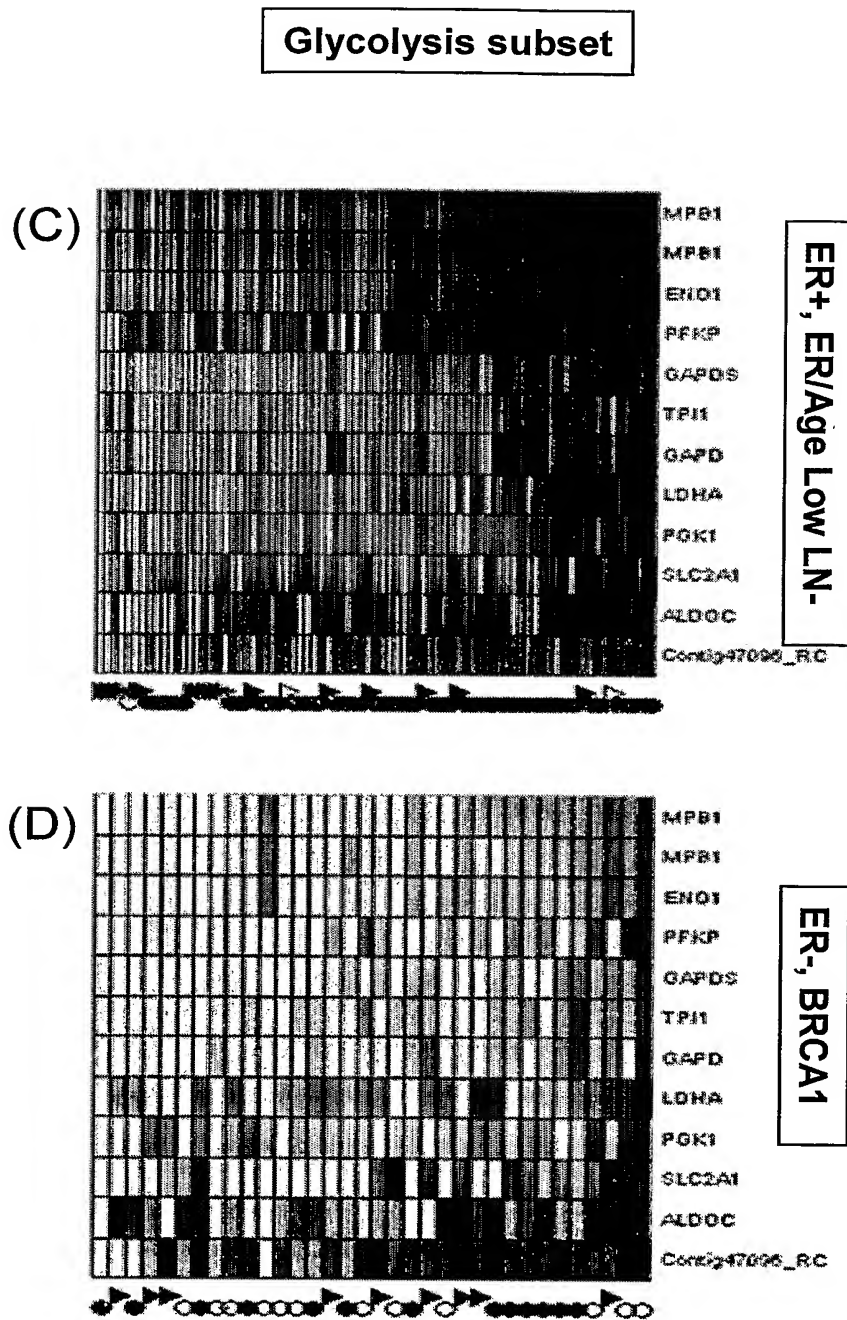 Glycolysis subset
(C)
MPB1
MPB1
ENO1
PFKP
GAPDS
TPI1
GAPD
LDHA
PGK1
SLC2A1
ALDOC
Contig47096_RC
ER+, ER/Age Low LN-
(D)
MPB1
MPB1
ENO1
PFKP
GAPDS
TPI1
GAPD
LDHA
PGK1
SLC2A1
ALDOC
Contig47096_RC
ER-, BRCA1